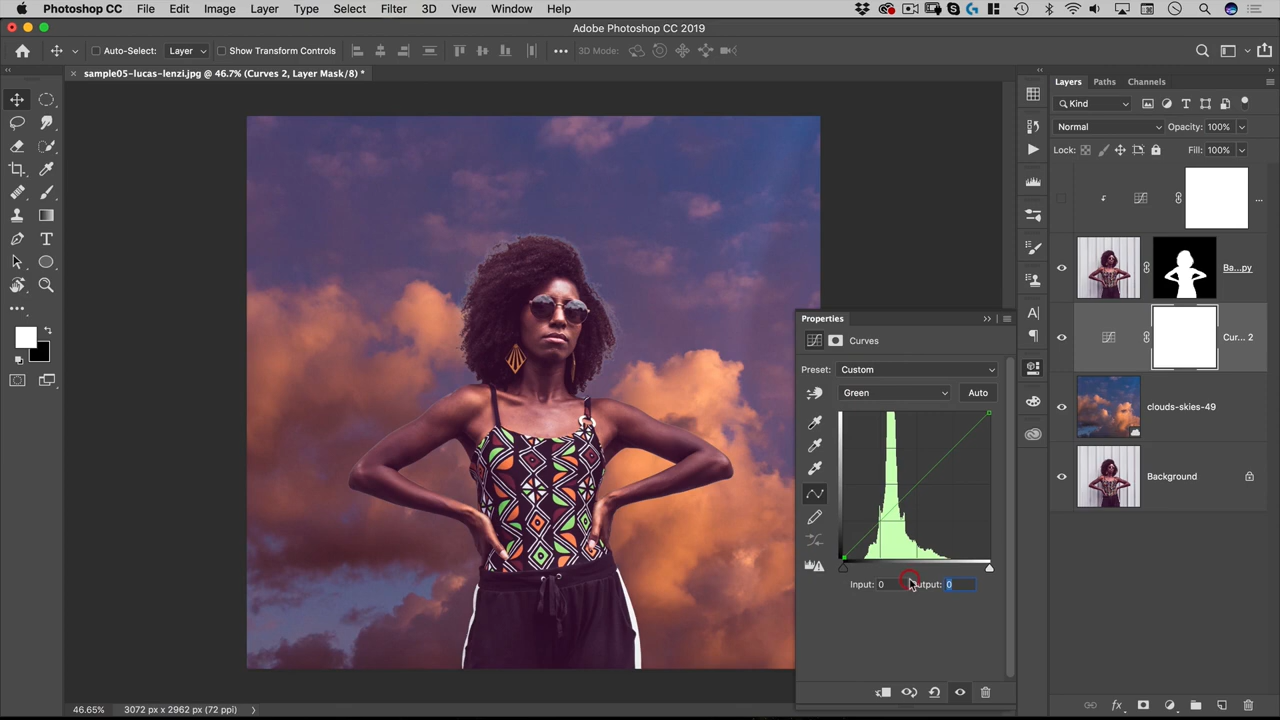 Photoshop CC File Edit Image Layer Type Select Filter 3D View Window Help
Adobe Photoshop CC 2019
Auto-Select: Layer Show Transform Controls 3D Mode:
sample05-lucas-lenzi.jpg @ 46.7% (Curves 2, Layer Mask/8) *
Layers Paths Channels
Kind
Normal Opacity: 100%
Lock: Fill: 100%
...
Ba...py
Properties
Curves
Cur... 2
Preset: Custom
Green Auto
clouds-skies-49
Background
Input: 0 Output: 0
46.65% 3072 px x 2962 px (72 ppi)